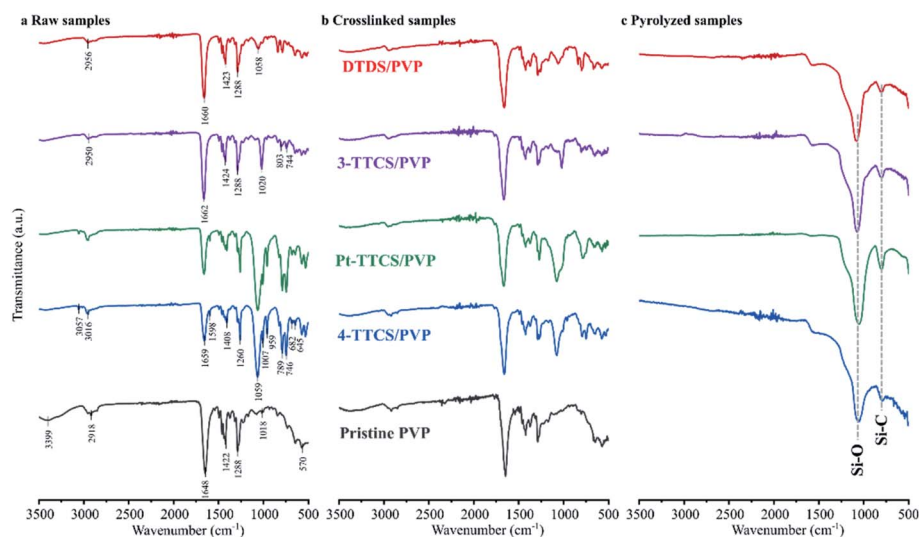 a Raw samples
b Crosslinked samples
c Pyrolyzed samples
Transmittance (a.u.)
2956
1660
1423
1288
1058
2950
1662
1424
1288
1020
803
744
3057
3016
1659
1598
1408
1260
1059
1007
959
789
746
682
645
3399
2918
1648
1422
1288
1018
570
DTDS/PVP
3-TTCS/PVP
Pt-TTCS/PVP
4-TTCS/PVP
Pristine PVP
Si-O
Si-C
3500 3000 2500 2000 1500 1000 500
Wavenumber (cm⁻¹)
3500 3000 2500 2000 1500 1000 500
Wavenumber (cm⁻¹)
3500 3000 2500 2000 1500 1000 500
Wavenumber (cm⁻¹)